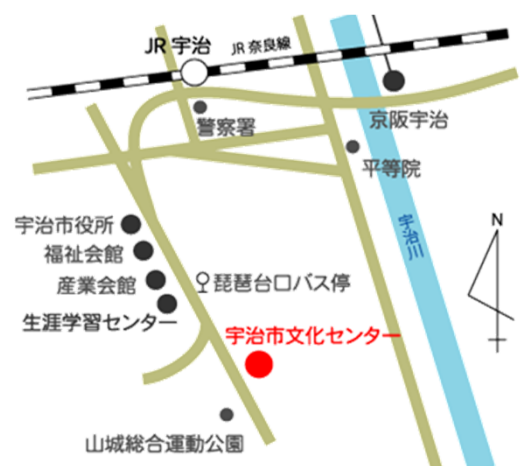 JR 宇治
JR 奈良線
警察署
京阪宇治
平等院
宇治市役所
宇治川
N
福祉会館
産業会館
琵琶台口バス停
生涯学習センター
宇治市文化センター
山城総合運動公園